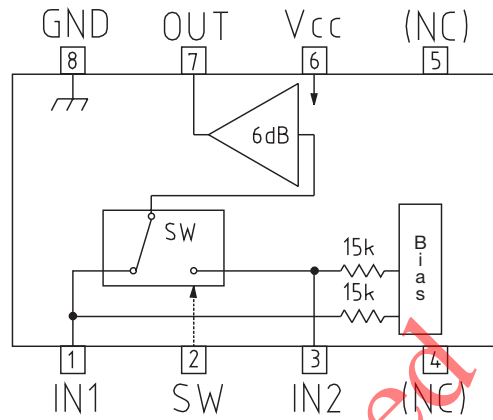 GND OUT Vcc (NC)
8 7 6 5
6dB
SW
15k
15k
Bias
1 2 3 4
IN1 SW IN2 (NC)
ed